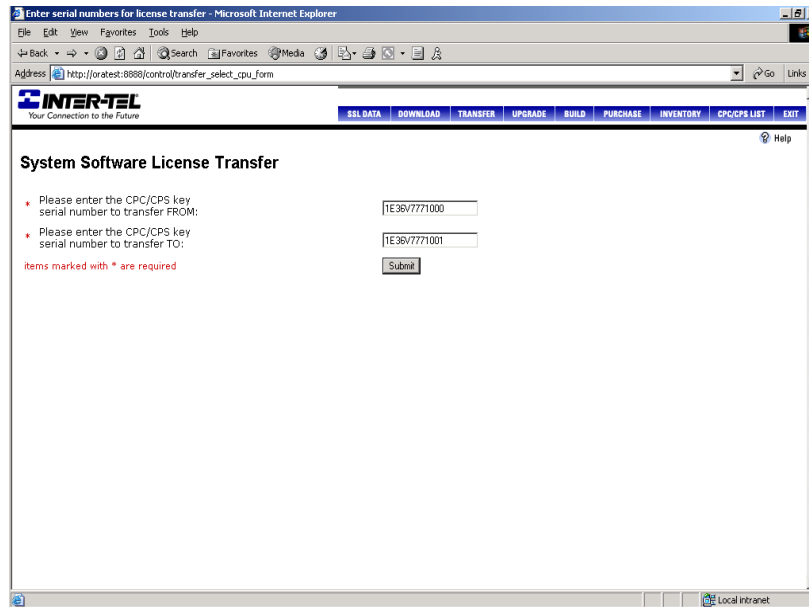 Enter serial numbers for license transfer - Microsoft Internet Explorer
File Edit View Favorites Tools Help
Back Search Favorites Media
Address http://oratest:8888/control/transfer_select_cpu_form Go Links
INTER-TEL
Your Connection to the Future
SSL DATA DOWNLOAD TRANSFER UPGRADE BUILD PURCHASE INVENTORY CPC/CPS LIST EXIT
Help
System Software License Transfer
* Please enter the CPC/CPS key
serial number to transfer FROM:
1E36V7771000
* Please enter the CPC/CPS key
serial number to transfer TO:
1E36V7771001
items marked with * are required
Submit
Local intranet